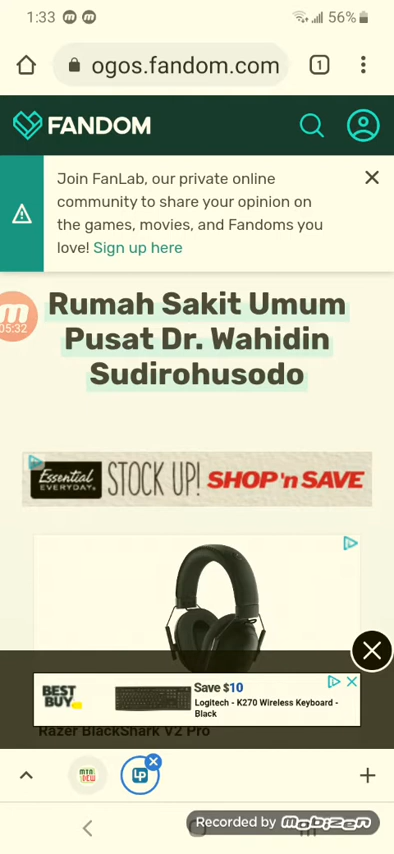 1:33
56%
ogos.fandom.com
1
FANDOM
Join FanLab, our private online
community to share your opinion on
the games, movies, and Fandoms you
love! Sign up here
Rumah Sakit Umum
Pusat Dr. Wahidin
Sudirohusodo
05:32
Essential
EVERYDAY
STOCK UP! SHOP'n SAVE
BEST
BUY
Save $10
Logitech - K270 Wireless Keyboard -
Black
Razer BlackShark V2 Pro
MTN
DEW
LP
Recorded by mobizen